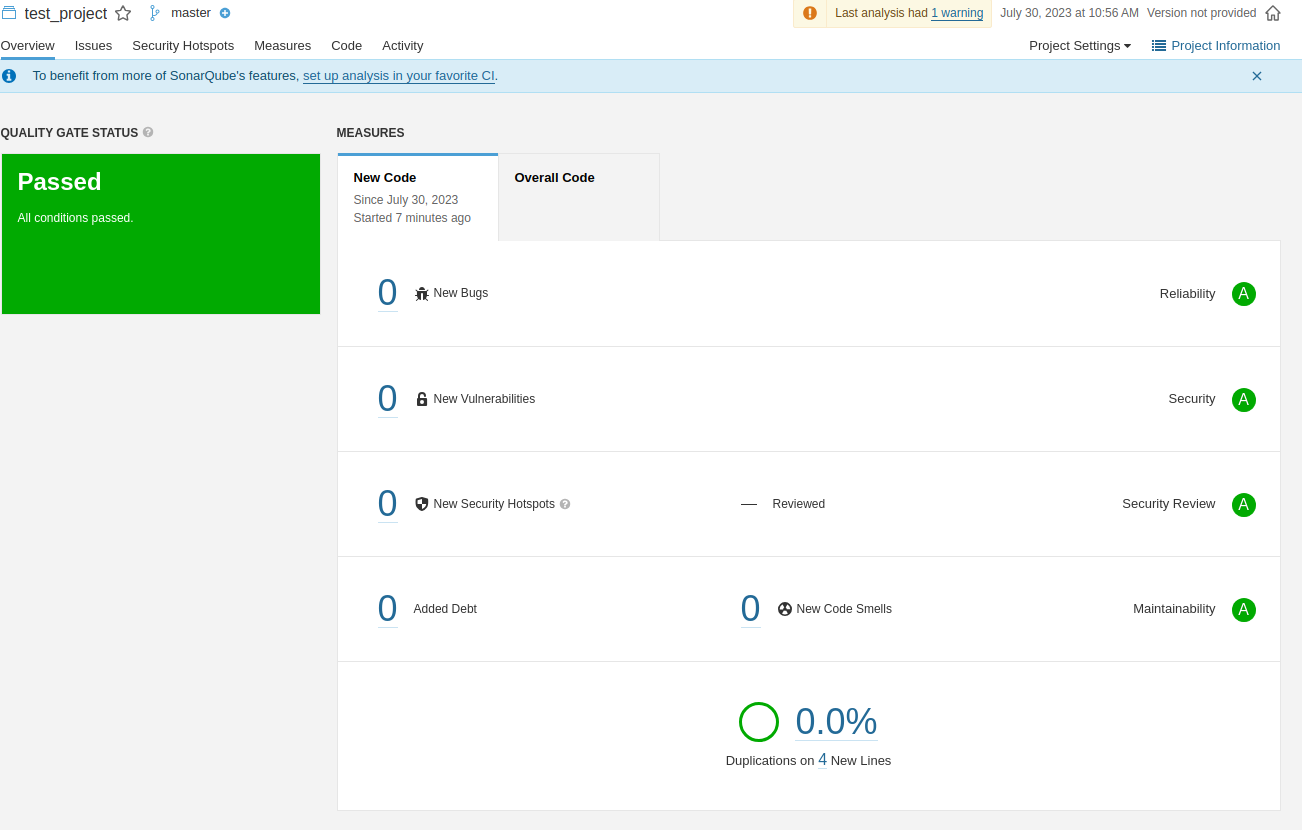 test_project master Last analysis had 1 warning July 30, 2023 at 10:56 AM Version not provided
Overview Issues Security Hotspots Measures Code Activity Project Settings Project Information
To benefit from more of SonarQube's features, set up analysis in your favorite CI.
QUALITY GATE STATUS ?
Passed
All conditions passed.
MEASURES
New Code
Since July 30, 2023
Started 7 minutes ago
Overall Code
0 New Bugs Reliability A
0 New Vulnerabilities Security A
0 New Security Hotspots ? — Reviewed Security Review A
0 Added Debt 0 New Code Smells Maintainability A
0.0%
Duplications on 4 New Lines